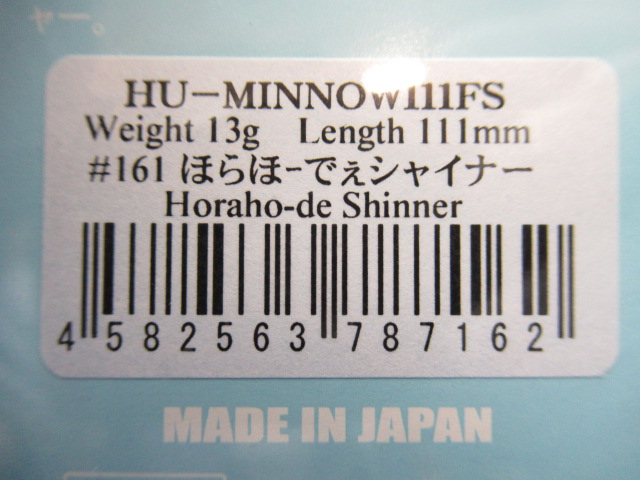 HU-MINNOW111FS
Weight 13g Length 111mm
#161 ほらほーでぇシャイナー
Horaho-de Shinner
4 582563 787162
MADE IN JAPAN